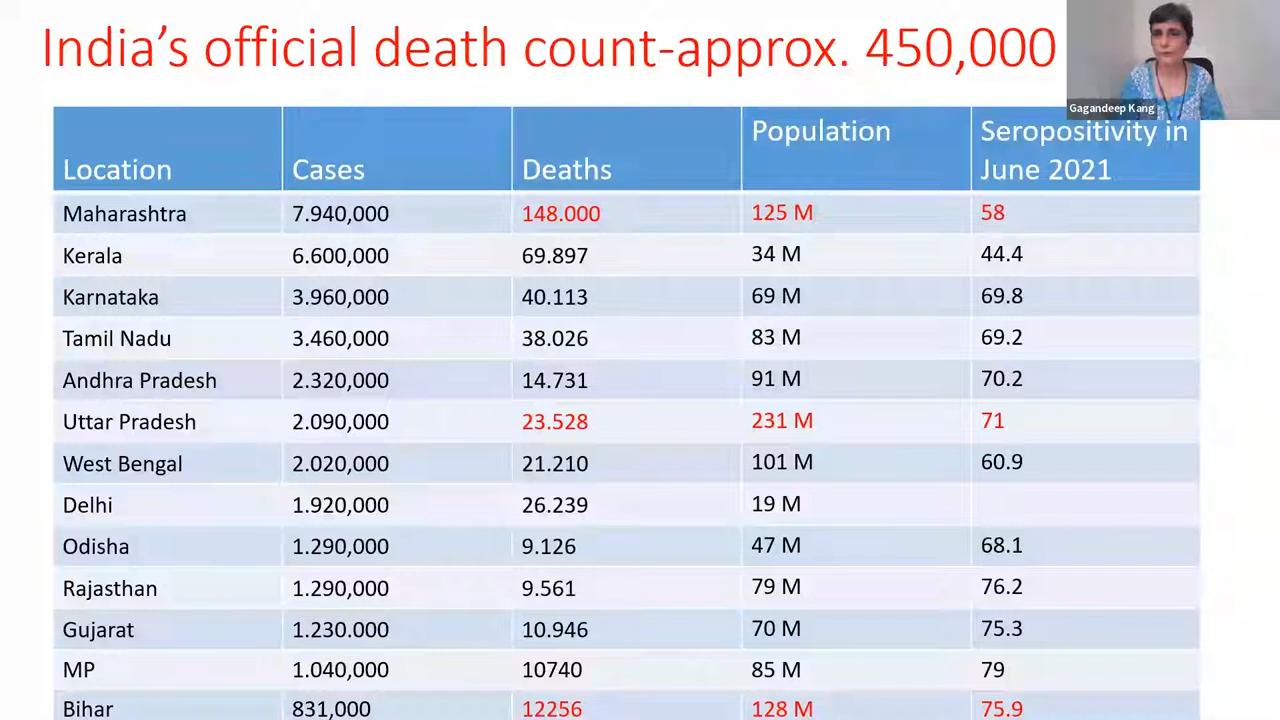 India's official death count-approx. 450,000
Gagandeep Kang
Location Cases Deaths Population Seropositivity in June 2021
Maharashtra 7.940,000 148.000 125 M 58
Kerala 6.600,000 69.897 34 M 44.4
Karnataka 3.960,000 40.113 69 M 69.8
Tamil Nadu 3.460,000 38.026 83 M 69.2
Andhra Pradesh 2.320,000 14.731 91 M 70.2
Uttar Pradesh 2.090,000 23.528 231 M 71
West Bengal 2.020,000 21.210 101 M 60.9
Delhi 1.920,000 26.239 19 M
Odisha 1.290,000 9.126 47 M 68.1
Rajasthan 1.290,000 9.561 79 M 76.2
Gujarat 1.230.000 10.946 70 M 75.3
MP 1.040,000 10740 85 M 79
Bihar 831,000 12256 128 M 75.9